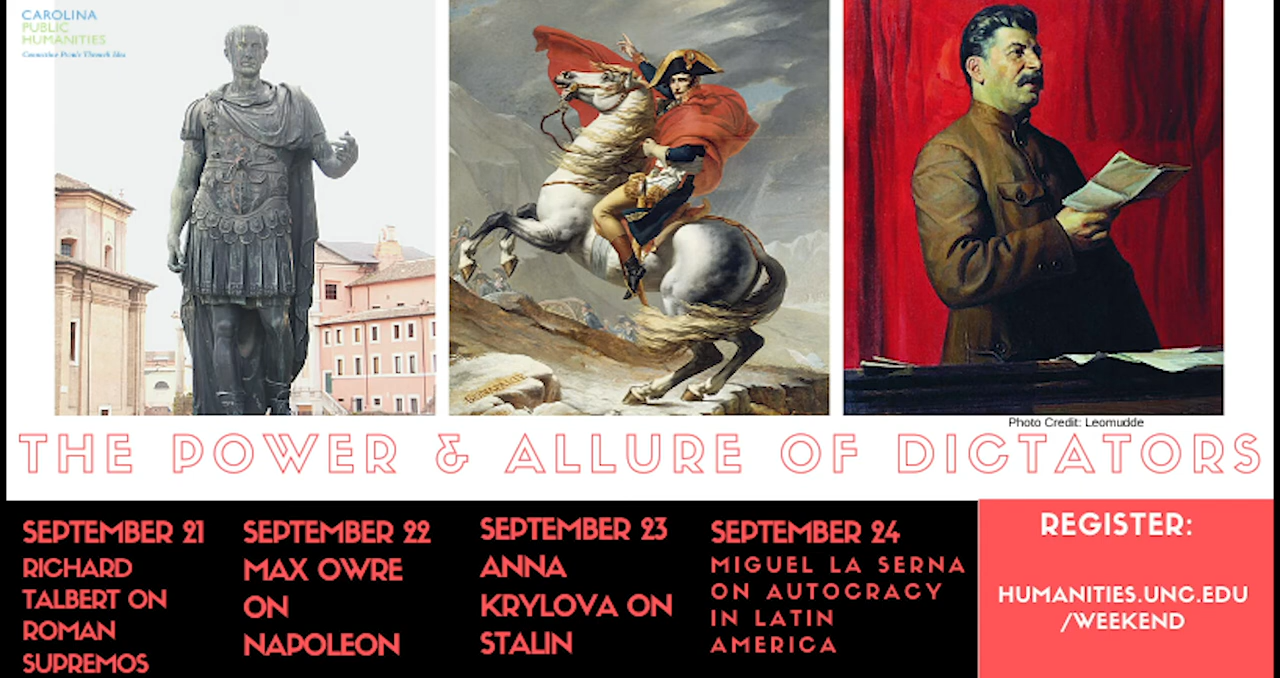 CAROLINA
PUBLIC
HUMANITIES
Photo Credit: Leomudde
THE POWER & ALLURE OF DICTATORS
SEPTEMBER 21
RICHARD
TALBERT ON
ROMAN
SUPREMOS
SEPTEMBER 22
MAX OWRE
ON
NAPOLEON
SEPTEMBER 23
ANNA
KRYLOVA ON
STALIN
SEPTEMBER 24
MIGUEL LA SERNA
ON AUTOCRACY
IN LATIN
AMERICA
REGISTER:
HUMANITIES.UNC.EDU
/WEEKEND